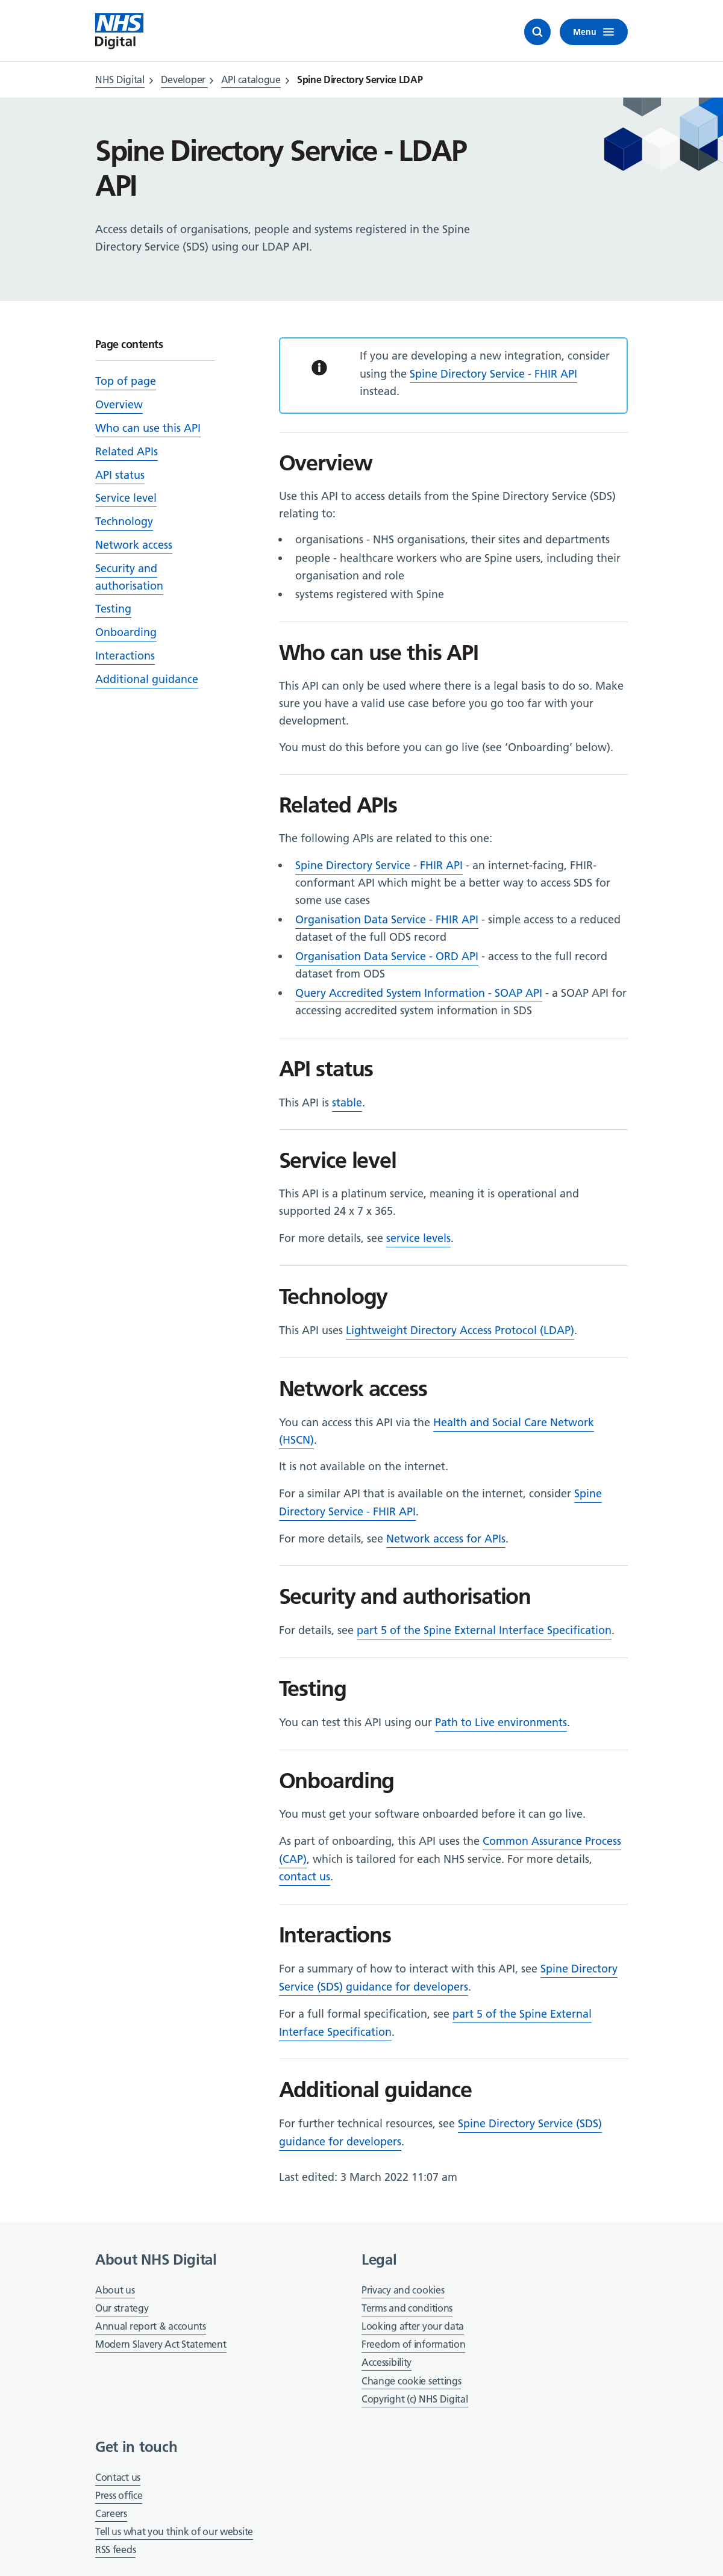 NHS
Digital
Menu
NHS Digital
Developer
API catalogue
Spine Directory Service LDAP
Spine Directory Service - LDAP
API
Access details of organisations, people and systems registered in the Spine
Directory Service (SDS) using our LDAP API.
Page contents
Top of page
Overview
Who can use this API
Related APIs
API status
Service level
Technology
Network access
Security and
authorisation
Testing
Onboarding
Interactions
Additional guidance
If you are developing a new integration, consider
using the Spine Directory Service - FHIR API
instead.
Overview
Use this API to access details from the Spine Directory Service (SDS)
relating to:
organisations - NHS organisations, their sites and departments
people - healthcare workers who are Spine users, including their
organisation and role
systems registered with Spine
Who can use this API
This API can only be used where there is a legal basis to do so. Make
sure you have a valid use case before you go too far with your
development.
You must do this before you can go live (see ‘Onboarding’ below).
Related APIs
The following APIs are related to this one:
Spine Directory Service - FHIR API - an internet-facing, FHIR-
conformant API which might be a better way to access SDS for
some use cases
Organisation Data Service - FHIR API - simple access to a reduced
dataset of the full ODS record
Organisation Data Service - ORD API - access to the full record
dataset from ODS
Query Accredited System Information - SOAP API - a SOAP API for
accessing accredited system information in SDS
API status
This API is stable.
Service level
This API is a platinum service, meaning it is operational and
supported 24 x 7 x 365.
For more details, see service levels.
Technology
This API uses Lightweight Directory Access Protocol (LDAP).
Network access
You can access this API via the Health and Social Care Network
(HSCN).
It is not available on the internet.
For a similar API that is available on the internet, consider Spine
Directory Service - FHIR API.
For more details, see Network access for APIs.
Security and authorisation
For details, see part 5 of the Spine External Interface Specification.
Testing
You can test this API using our Path to Live environments.
Onboarding
You must get your software onboarded before it can go live.
As part of onboarding, this API uses the Common Assurance Process
(CAP), which is tailored for each NHS service. For more details,
contact us.
Interactions
For a summary of how to interact with this API, see Spine Directory
Service (SDS) guidance for developers.
For a full formal specification, see part 5 of the Spine External
Interface Specification.
Additional guidance
For further technical resources, see Spine Directory Service (SDS)
guidance for developers.
Last edited: 3 March 2022 11:07 am
About NHS Digital
About us
Our strategy
Annual report & accounts
Modern Slavery Act Statement
Legal
Privacy and cookies
Terms and conditions
Looking after your data
Freedom of information
Accessibility
Change cookie settings
Copyright (c) NHS Digital
Get in touch
Contact us
Press office
Careers
Tell us what you think of our website
RSS feeds